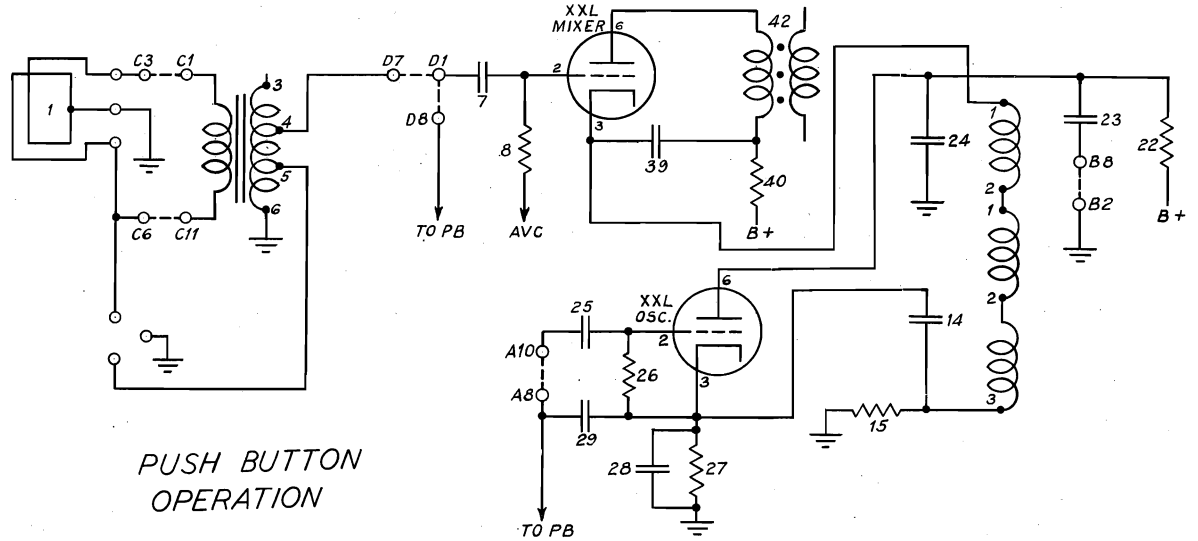 XXL
MIXER
6
42
C3
C1
D7
D1
2
3
7
D8
8
39
40
TO PB
AVC
B+
1
3
4
5
6
C6
C11
24
23
22
B8
B2
B+
1
2
1
2
3
XXL
OSC.
6
25
2
3
A10
A8
26
29
14
15
28
27
TO PB
PUSH BUTTON
OPERATION